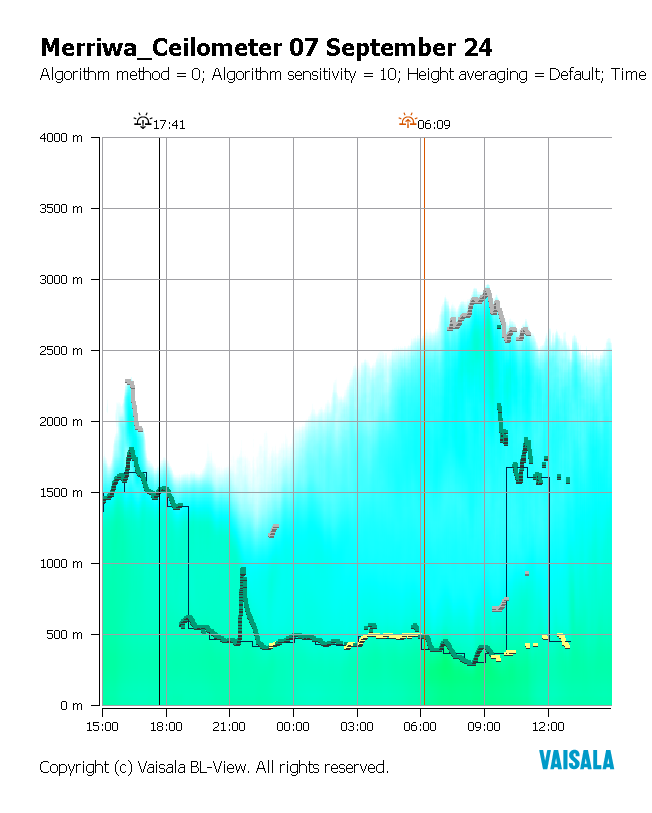 Merriwa_Ceilometer 07 September 24
Algorithm method = 0; Algorithm sensitivity = 10; Height averaging = Default; Time
17:41
06:09
4000 m
3500 m
3000 m
2500 m
2000 m
1500 m
1000 m
500 m
0 m
15:00 18:00 21:00 00:00 03:00 06:00 09:00 12:00
Copyright (c) Vaisala BL-View. All rights reserved.
VAISALA